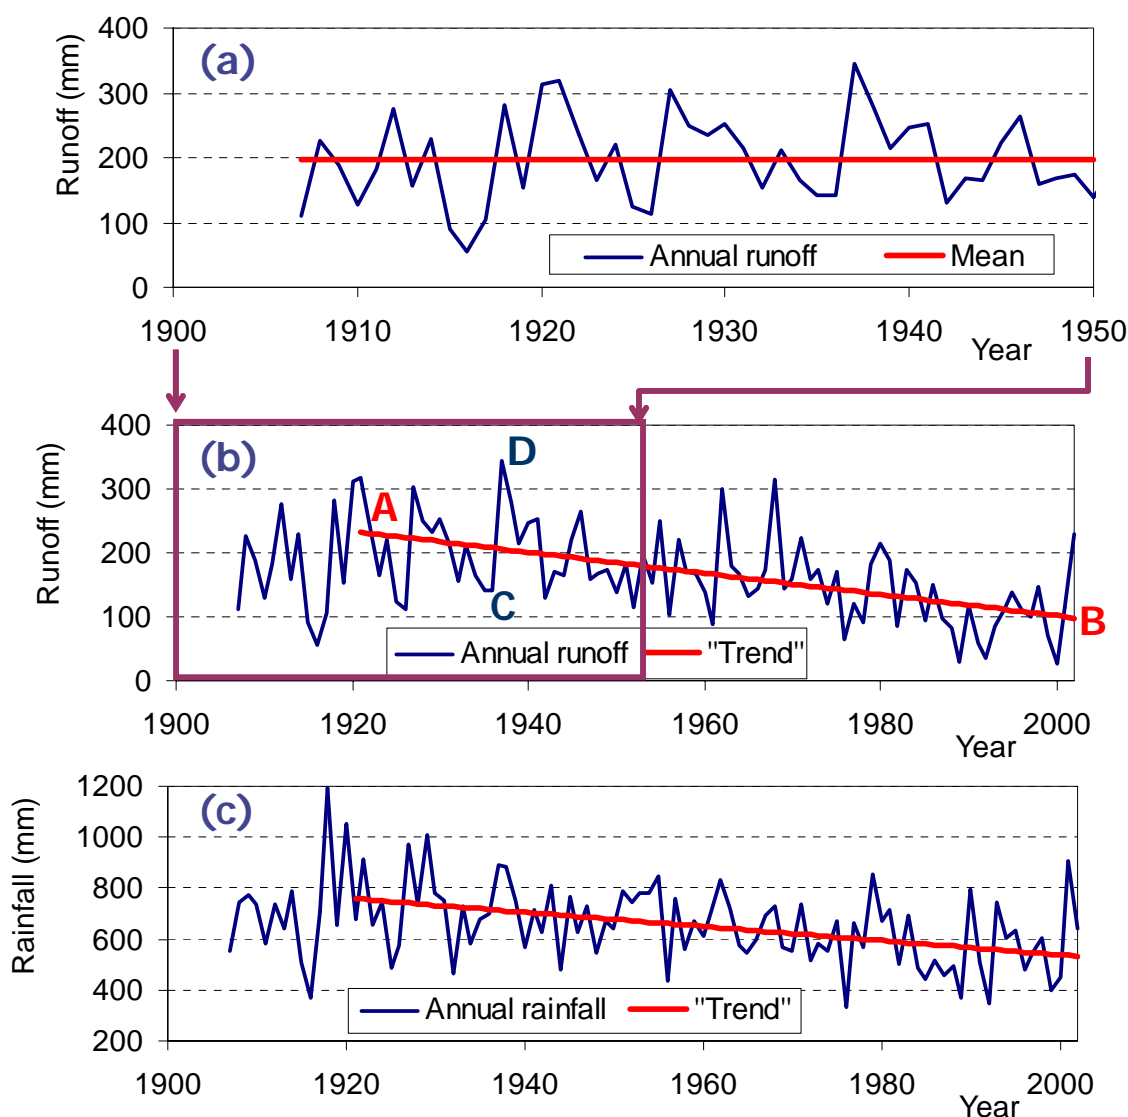 (a)
Runoff (mm)
400
300
200
100
0
Annual runoff Mean
1900 1910 1920 1930 1940 1950
Year
(b)
Runoff (mm)
400
300
200
100
0
A
B
C
D
Annual runoff "Trend"
1900 1920 1940 1960 1980 2000
Year
(c)
Rainfall (mm)
1200
1000
800
600
400
200
Annual rainfall "Trend"
1900 1920 1940 1960 1980 2000
Year